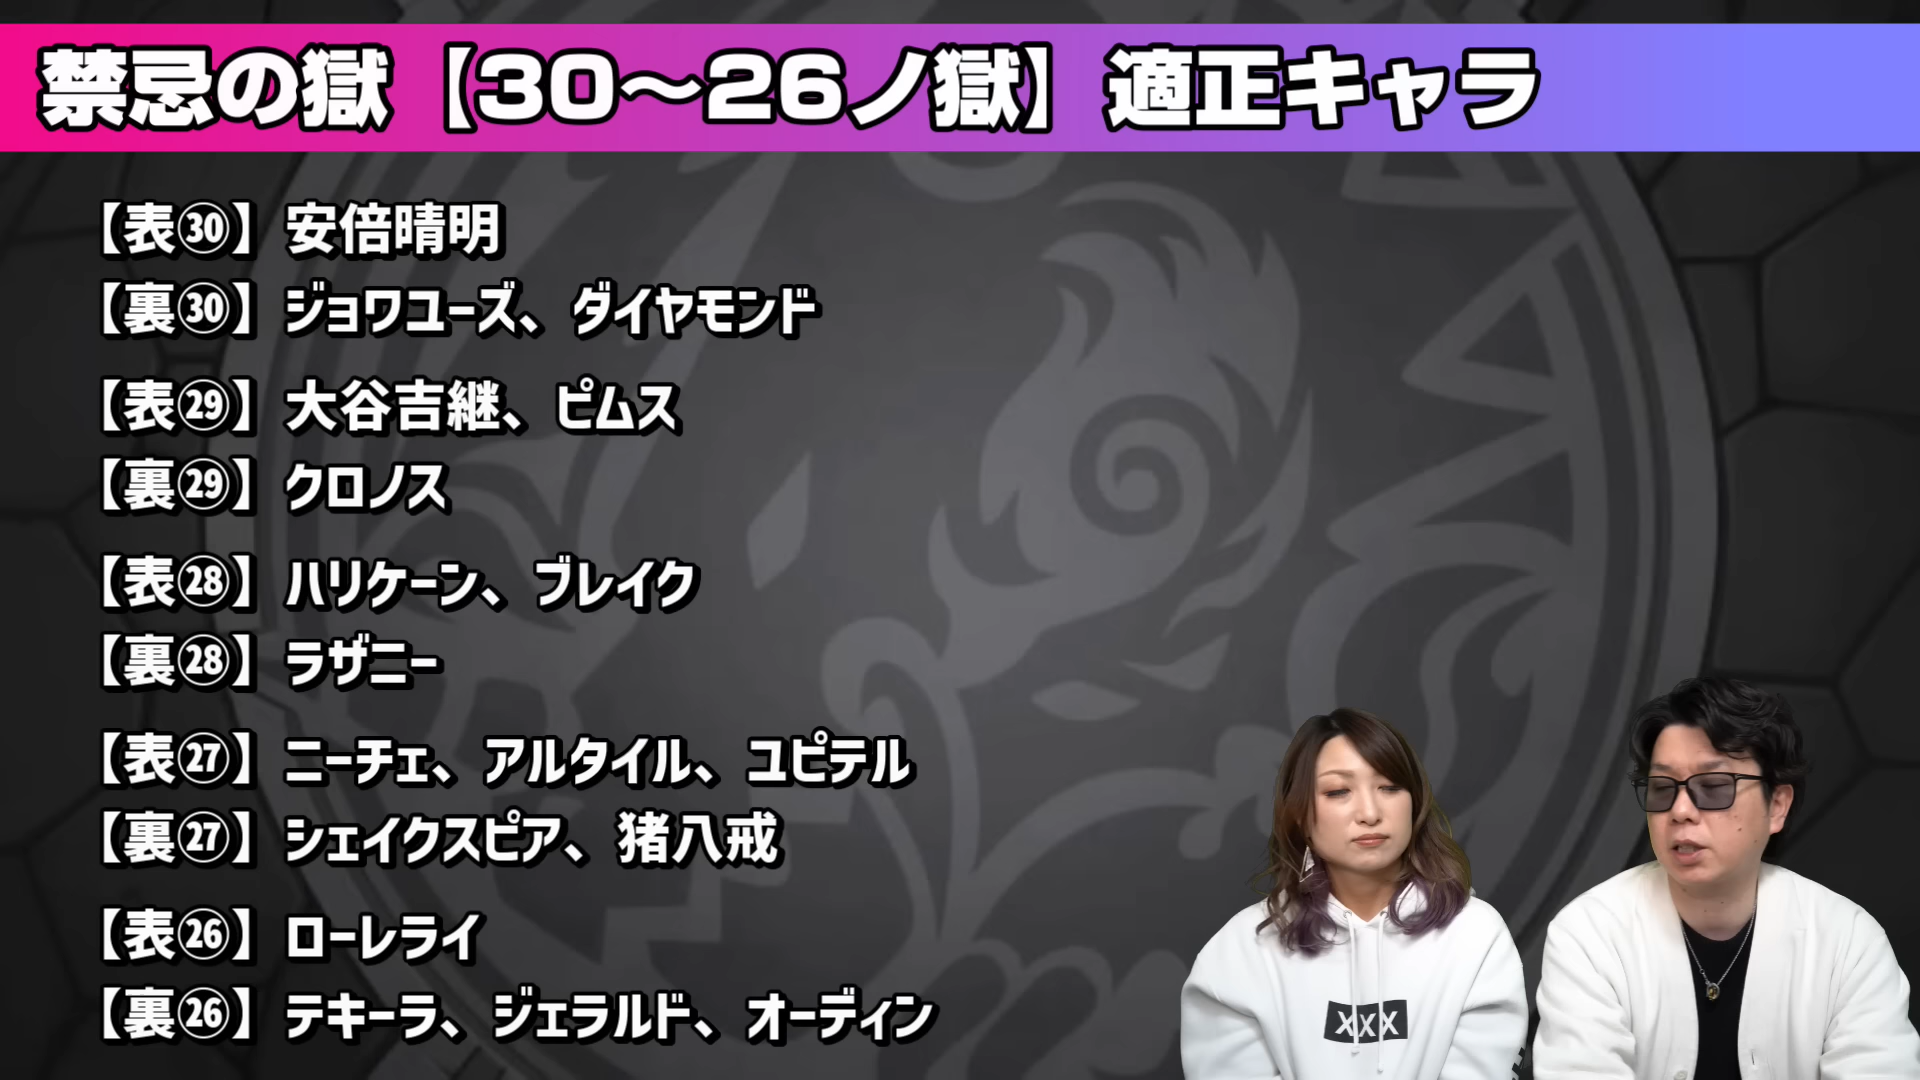 禁忌の獄【30～26ノ獄】適正キャラ
【表㉚】安倍晴明
【裏㉚】ジョワユーズ、ダイヤモンド
【表㉙】大谷吉継、ピムス
【裏㉙】クロノス
【表㉘】ハリケーン、ブレイク
【裏㉘】ラザニー
【表㉗】ニーチェ、アルタイル、ユピテル
【裏㉗】シェイクスピア、猪八戒
【表㉖】ローレライ
【裏㉖】テキーラ、ジェラルド、オーディン
XXX